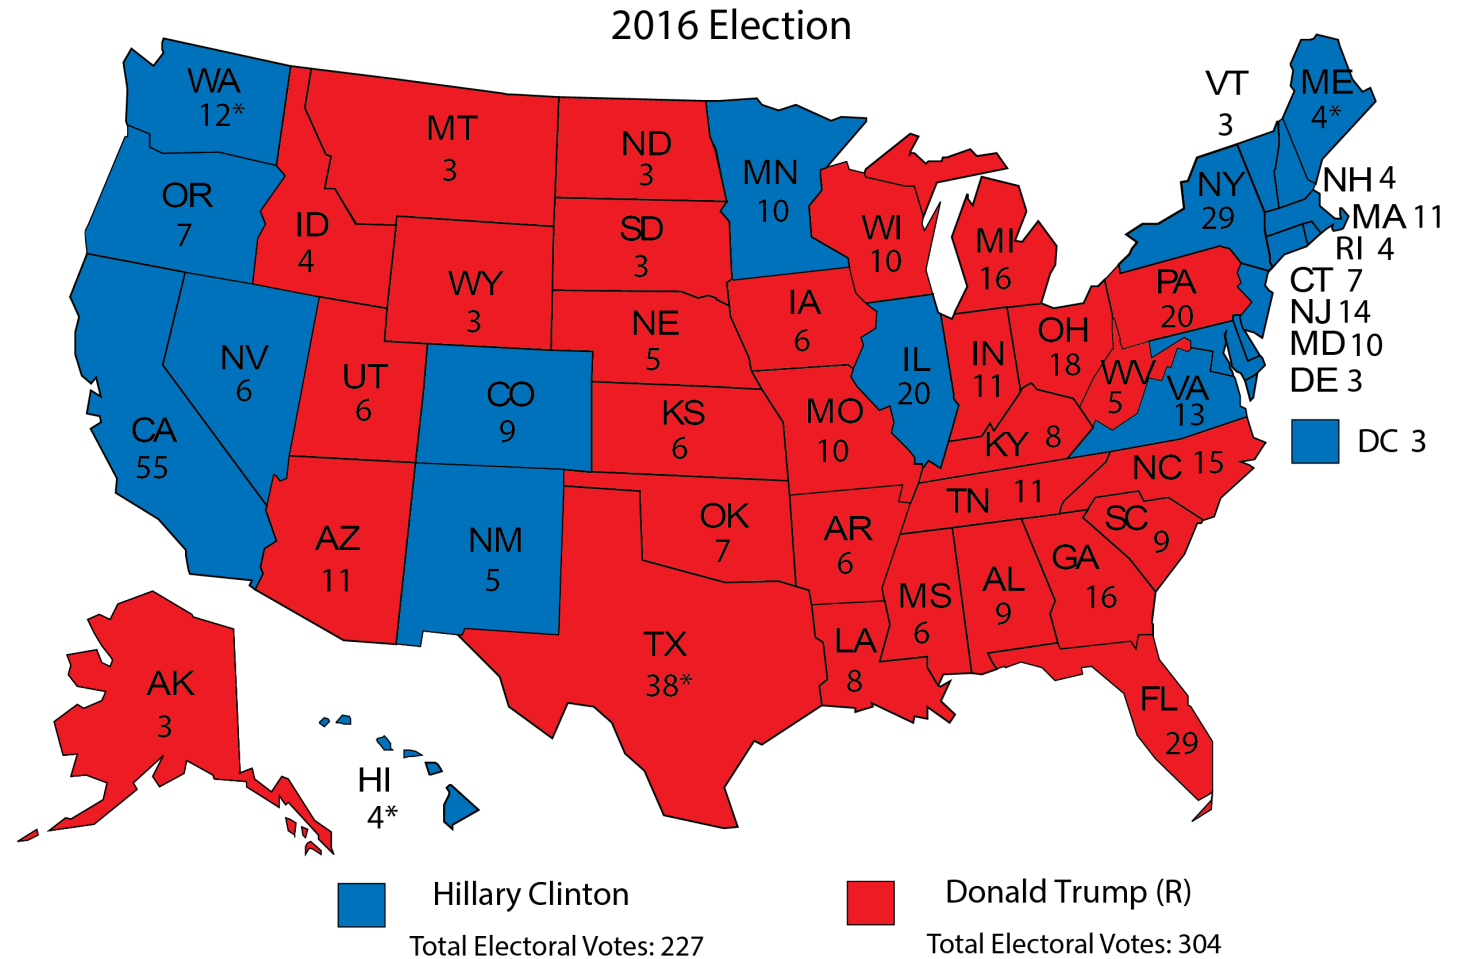 2016 Election
WA
12*
OR
7
CA
55
NV
6
ID
4
MT
3
WY
3
UT
6
AZ
11
CO
9
NM
5
ND
3
SD
3
NE
5
KS
6
OK
7
TX
38*
MN
10
IA
6
MO
10
AR
6
LA
8
WI
10
IL
20
MI
16
IN
11
OH
18
KY 8
TN 11
MS
6
AL
9
GA
16
FL
29
SC
9
NC 15
VA
13
WV
5
PA
20
NY
29
VT
3
ME
4*
NH 4
MA 11
RI 4
CT 7
NJ 14
MD 10
DE 3
DC 3
AK
3
HI
4*
Hillary Clinton
Total Electoral Votes: 227
Donald Trump (R)
Total Electoral Votes: 304